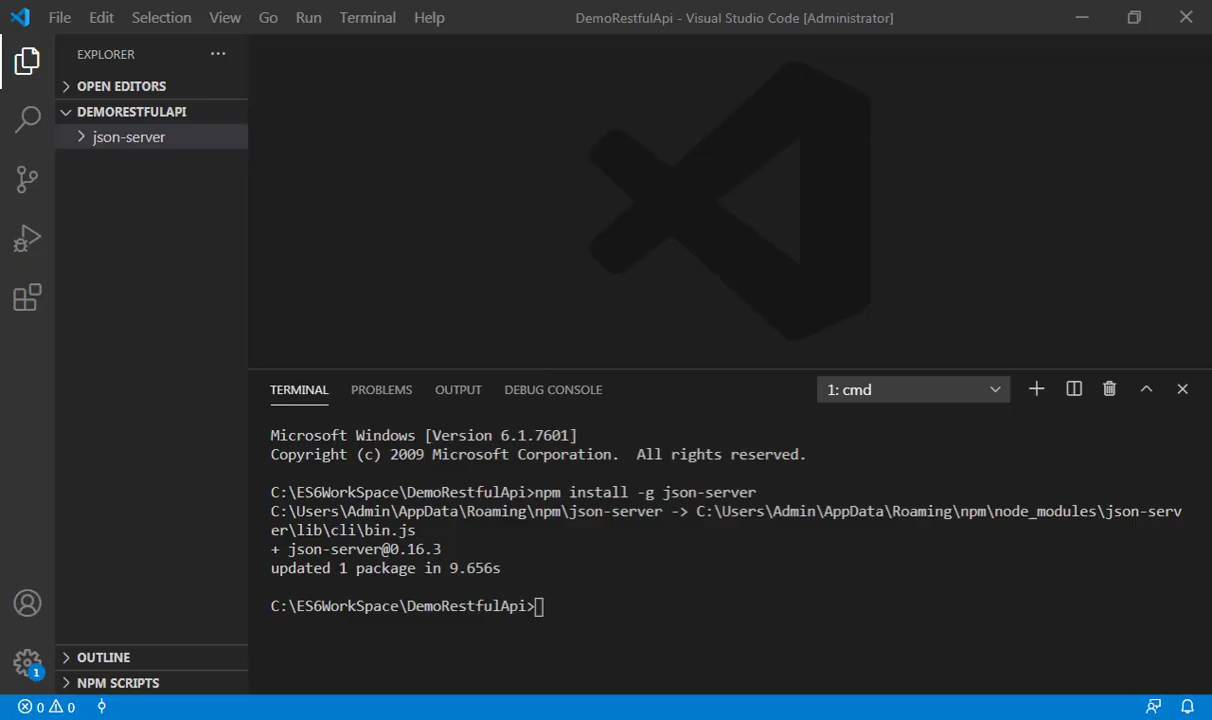 File Edit Selection View Go Run Terminal Help DemoRestfulApi - Visual Studio Code [Administrator]
EXPLORER
OPEN EDITORS
DEMORESTFULAPI
json-server
TERMINAL PROBLEMS OUTPUT DEBUG CONSOLE 1: cmd
Microsoft Windows [Version 6.1.7601]
Copyright (c) 2009 Microsoft Corporation.  All rights reserved.
C:\ES6WorkSpace\DemoRestfulApi>npm install -g json-server
C:\Users\Admin\AppData\Roaming\npm\json-server -> C:\Users\Admin\AppData\Roaming\npm\node_modules\json-serv
er\lib\cli\bin.js
+ json-server@0.16.3
updated 1 package in 9.656s
C:\ES6WorkSpace\DemoRestfulApi>
OUTLINE
1
NPM SCRIPTS
0 0